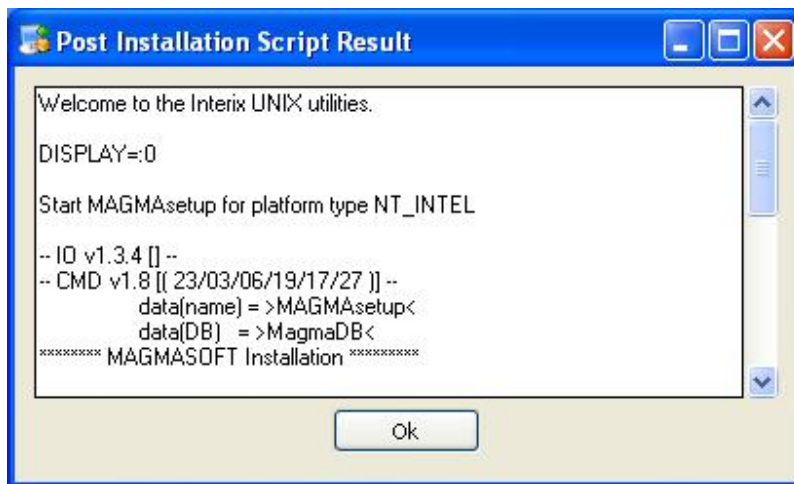 Post Installation Script Result
Welcome to the Interix UNIX utilities.
DISPLAY=:0
Start MAGMAsetup for platform type NT_INTEL
-- IO v1.3.4 [] --
-- CMD v1.8 [( 23/03/06/19/17/27 )] --
data(name) = >MAGMAsetup<
data(DB) = >MagmaDB<
******** MAGMASOFT Installation *********
Ok